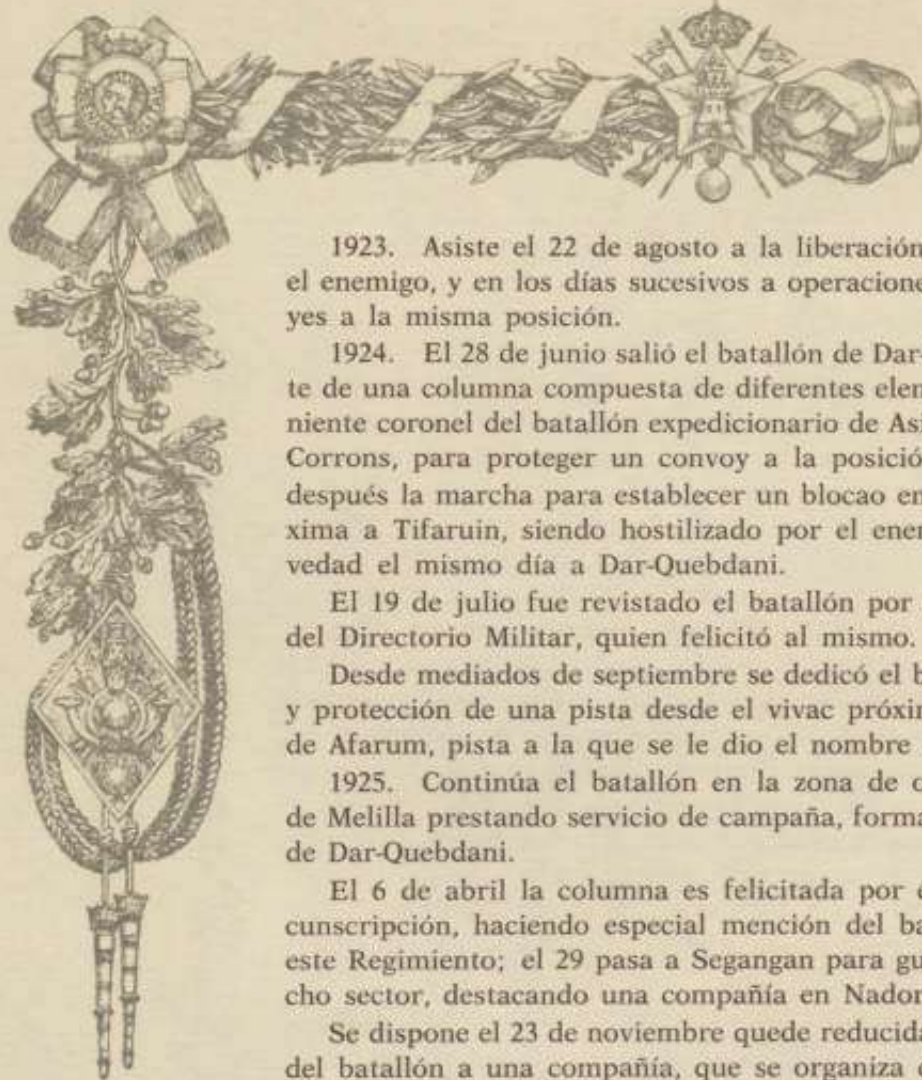 1923. Asiste el 22 de agosto a la liberación
el enemigo, y en los días sucesivos a operacione
yes a la misma posición.
1924. El 28 de junio salió el batallón de Dar-
te de una columna compuesta de diferentes elem
niente coronel del batallón expedicionario de Asi
Corrons, para proteger un convoy a la posició
después la marcha para establecer un blocao en
xima a Tifaruin, siendo hostilizado por el ener
vedad el mismo día a Dar-Quebdani.
El 19 de julio fue revistado el batallón por
del Directorio Militar, quien felicitó al mismo.
Desde mediados de septiembre se dedicó el b
y protección de una pista desde el vivac próxin
de Afarum, pista a la que se le dio el nombre
1925. Continúa el batallón en la zona de o
de Melilla prestando servicio de campaña, forma
de Dar-Quebdani.
El 6 de abril la columna es felicitada por e
cunscripción, haciendo especial mención del ba
este Regimiento; el 29 pasa a Segangan para gu
cho sector, destacando una compañía en Nador
Se dispone el 23 de noviembre quede reducida
del batallón a una compañía, que se organiza